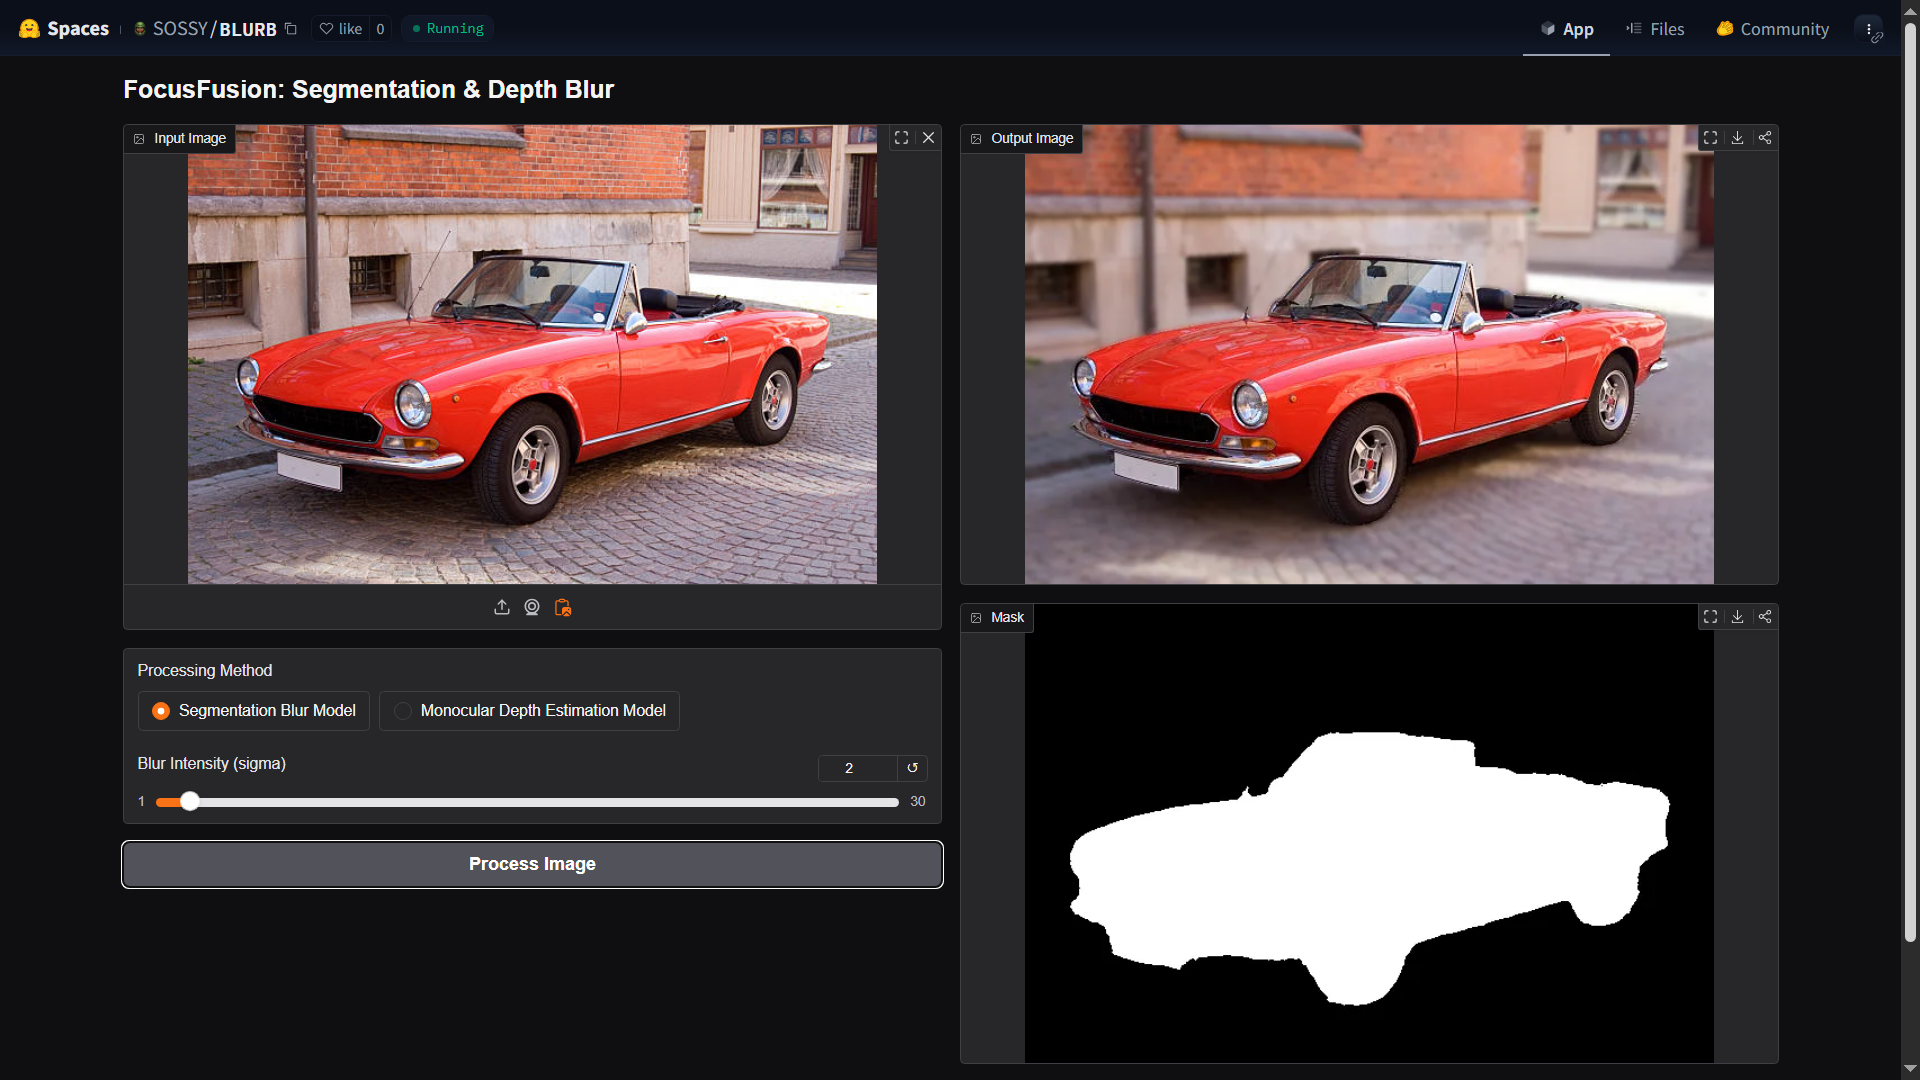 Spaces
SOSSY/BLURB
like 0
Running
App
Files
Community
FocusFusion: Segmentation & Depth Blur
Input Image
Output Image
Mask
Processing Method
Segmentation Blur Model
Monocular Depth Estimation Model
Blur Intensity (sigma)
2
1
30
Process Image